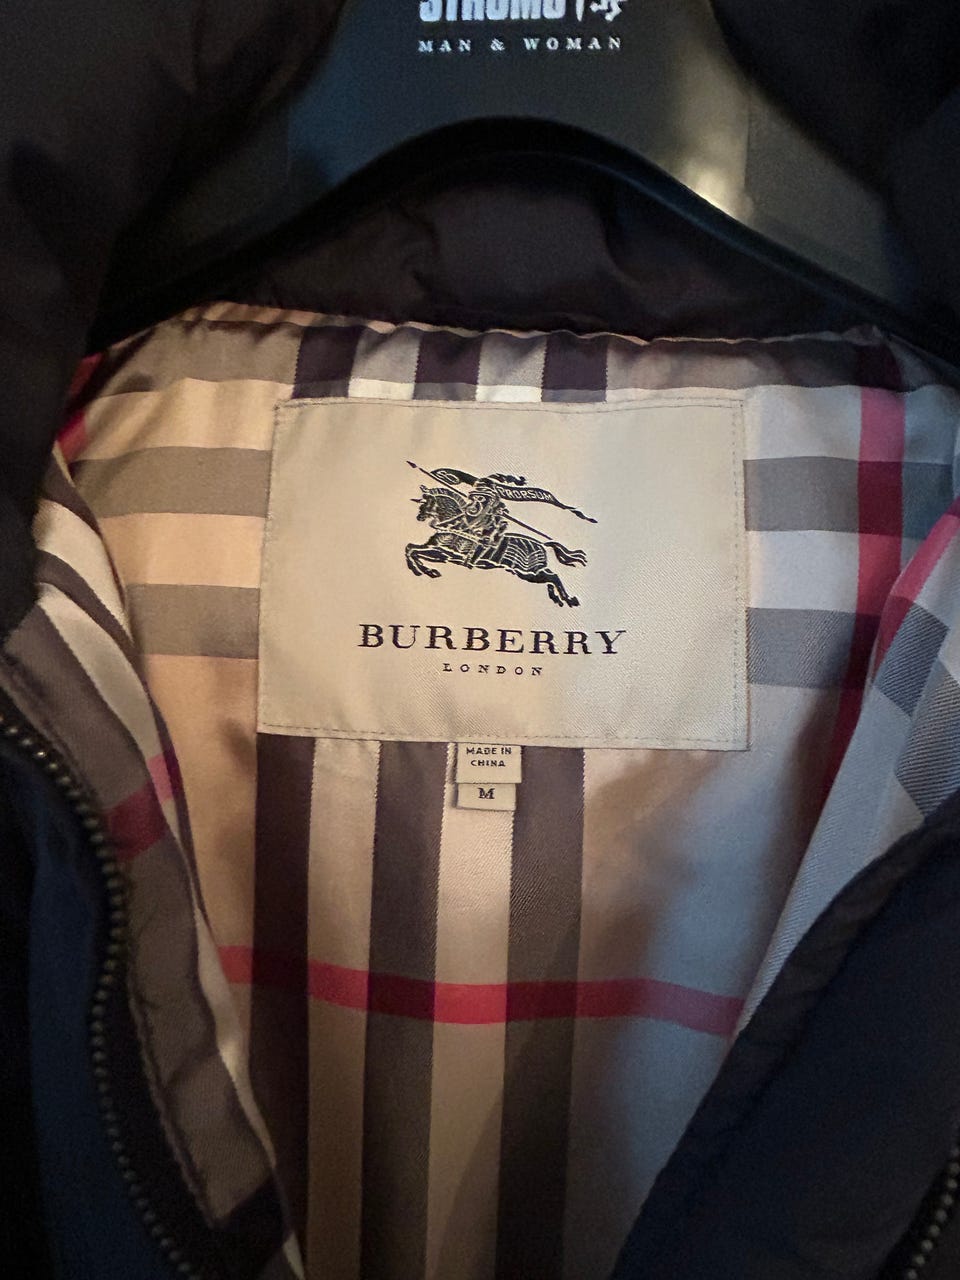 MAN & WOMAN
PRORSUM
BURBERRY
LONDON
MADE IN
CHINA
M